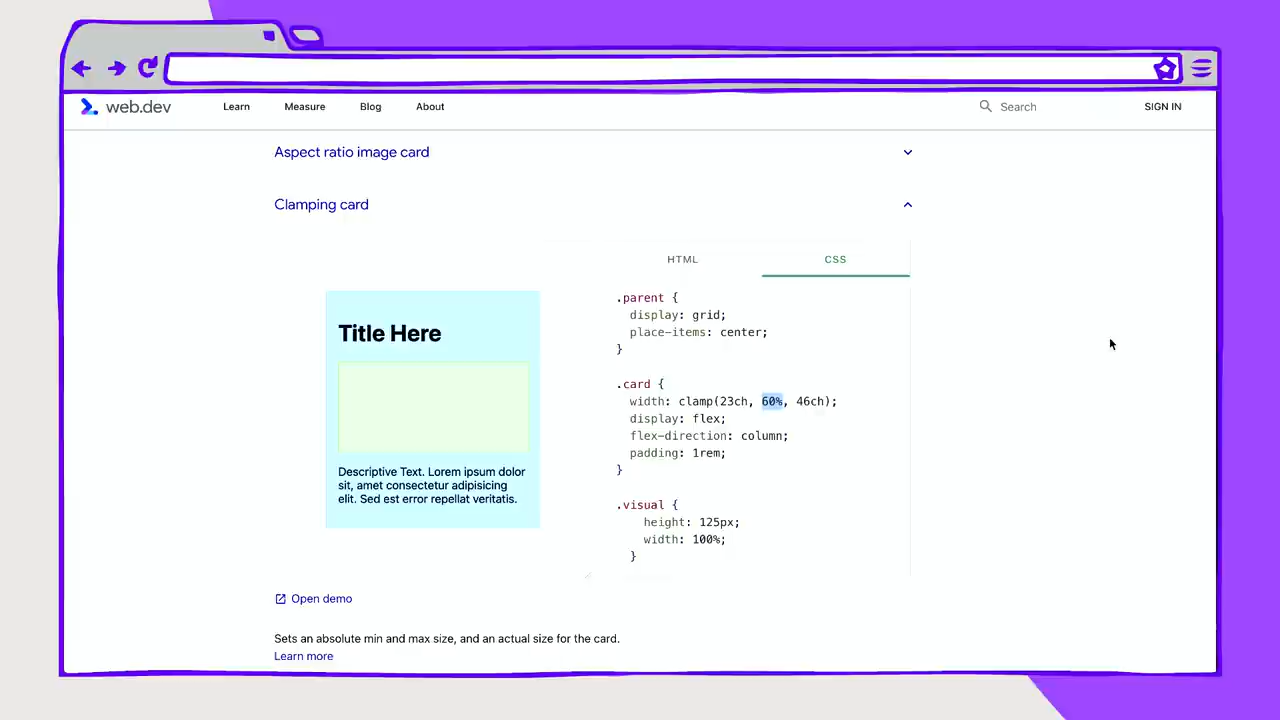 web.dev Learn Measure Blog About Search SIGN IN
Aspect ratio image card
Clamping card
HTML CSS
Title Here
Descriptive Text. Lorem ipsum dolor
sit, amet consectetur adipisicing
elit. Sed est error repellat veritatis.
.parent {
display: grid;
place-items: center;
}
.card {
width: clamp(23ch, 60%, 46ch);
display: flex;
flex-direction: column;
padding: 1rem;
}
.visual {
height: 125px;
width: 100%;
}
Open demo
Sets an absolute min and max size, and an actual size for the card.
Learn more